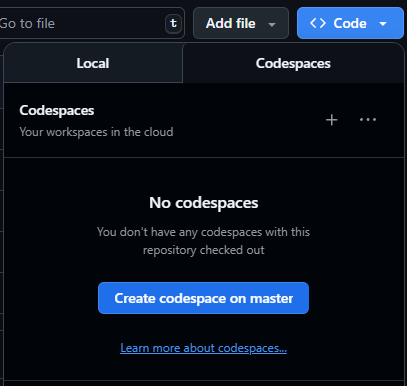 Go to file t Add file <> Code
Local Codespaces
Codespaces
Your workspaces in the cloud
No codespaces
You don't have any codespaces with this
repository checked out
Create codespace on master
Learn more about codespaces...